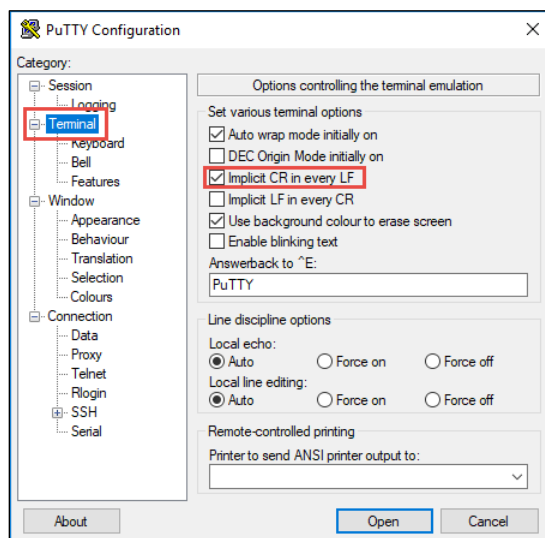 PuTTY Configuration
Category:
Session
Logging
Terminal
Keyboard
Bell
Features
Window
Appearance
Behaviour
Translation
Selection
Colours
Connection
Data
Proxy
Telnet
Rlogin
SSH
Serial
Options controlling the terminal emulation
Set various terminal options
Auto wrap mode initially on
DEC Origin Mode initially on
Implicit CR in every LF
Implicit LF in every CR
Use background colour to erase screen
Enable blinking text
Answerback to ^E:
PuTTY
Line discipline options
Local echo:
Auto Force on Force off
Local line editing:
Auto Force on Force off
Remote-controlled printing
Printer to send ANSI printer output to:
About Open Cancel